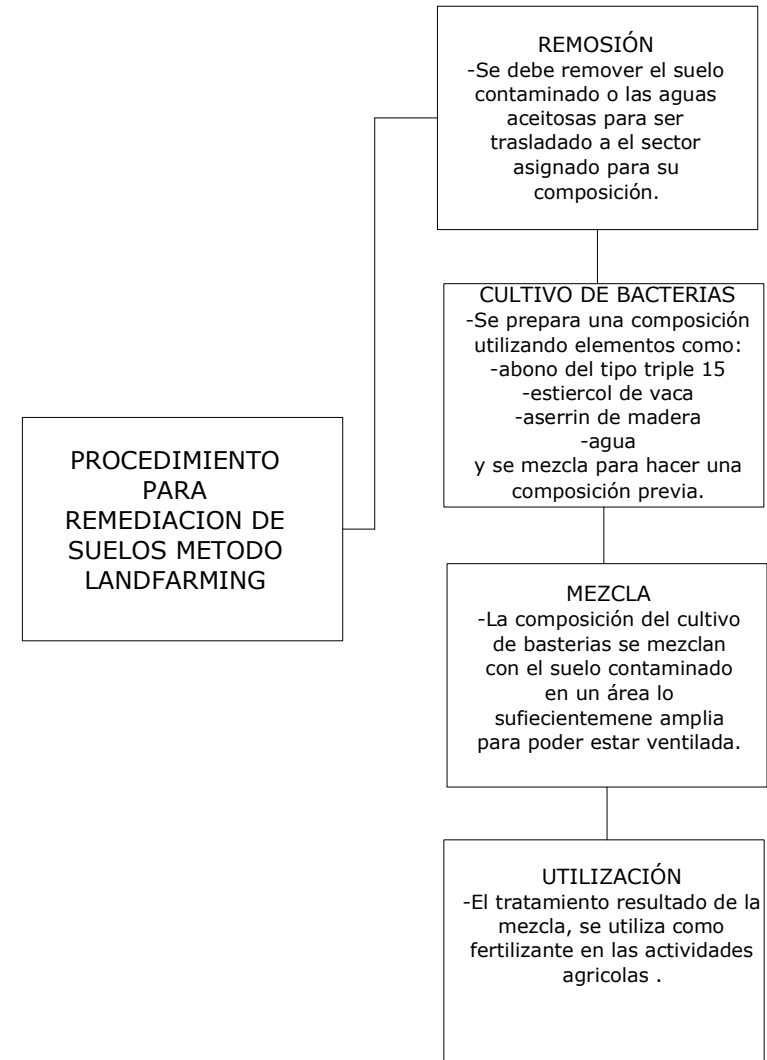 PROCEDIMIENTO
PARA
REMEDIACION DE
SUELOS METODO
LANDFARMING
REMOSIÓN
-Se debe remover el suelo
contaminado o las aguas
aceitosas para ser
trasladado a el sector
asignado para su
composición.
CULTIVO DE BACTERIAS
-Se prepara una composición
utilizando elementos como:
-abono del tipo triple 15
-estiercol de vaca
-aserrin de madera
-agua
y se mezcla para hacer una
composición previa.
MEZCLA
-La composición del cultivo
de basterias se mezclan
con el suelo contaminado
en un área lo
sufiecientemene amplia
para poder estar ventilada.
UTILIZACIÓN
-El tratamiento resultado de la
mezcla, se utiliza como
fertilizante en las actividades
agricolas .